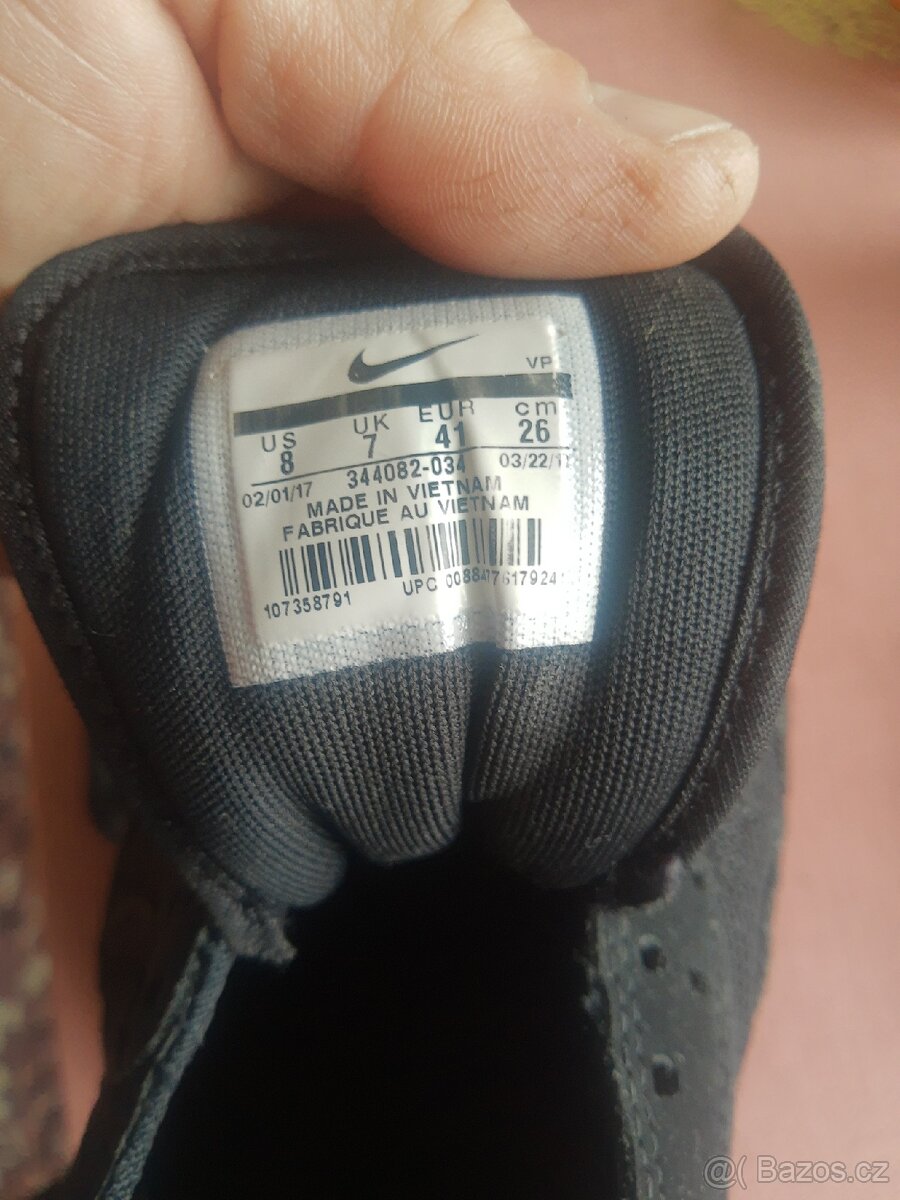 VP
US UK EUR cm
8 7 41 26
02/01/17 344082-034
MADE IN VIETNAM
FABRIQUE AU VIETNAM
107358791 UPC
@( Bazos.cz